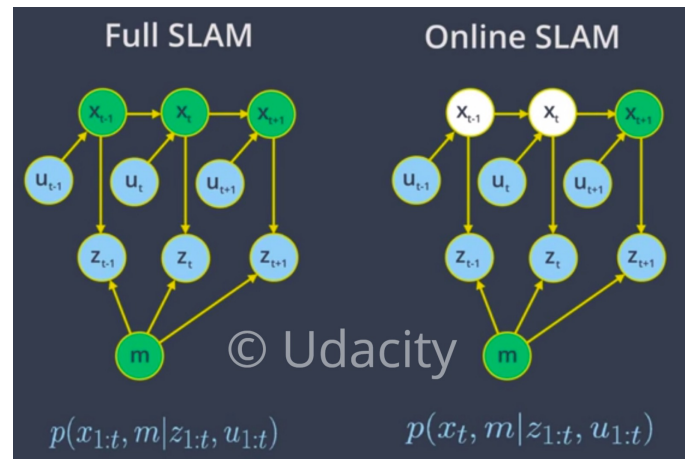 Full SLAM Online SLAM
x_{t-1} x_t x_{t+1} x_{t-1} x_t x_{t+1}
u_{t-1} u_t u_{t+1} u_{t-1} u_t u_{t+1}
z_{t-1} z_t z_{t+1} z_{t-1} z_t z_{t+1}
m © Udacity m
p(x_{1:t}, m|z_{1:t}, u_{1:t}) p(x_t, m|z_{1:t}, u_{1:t})